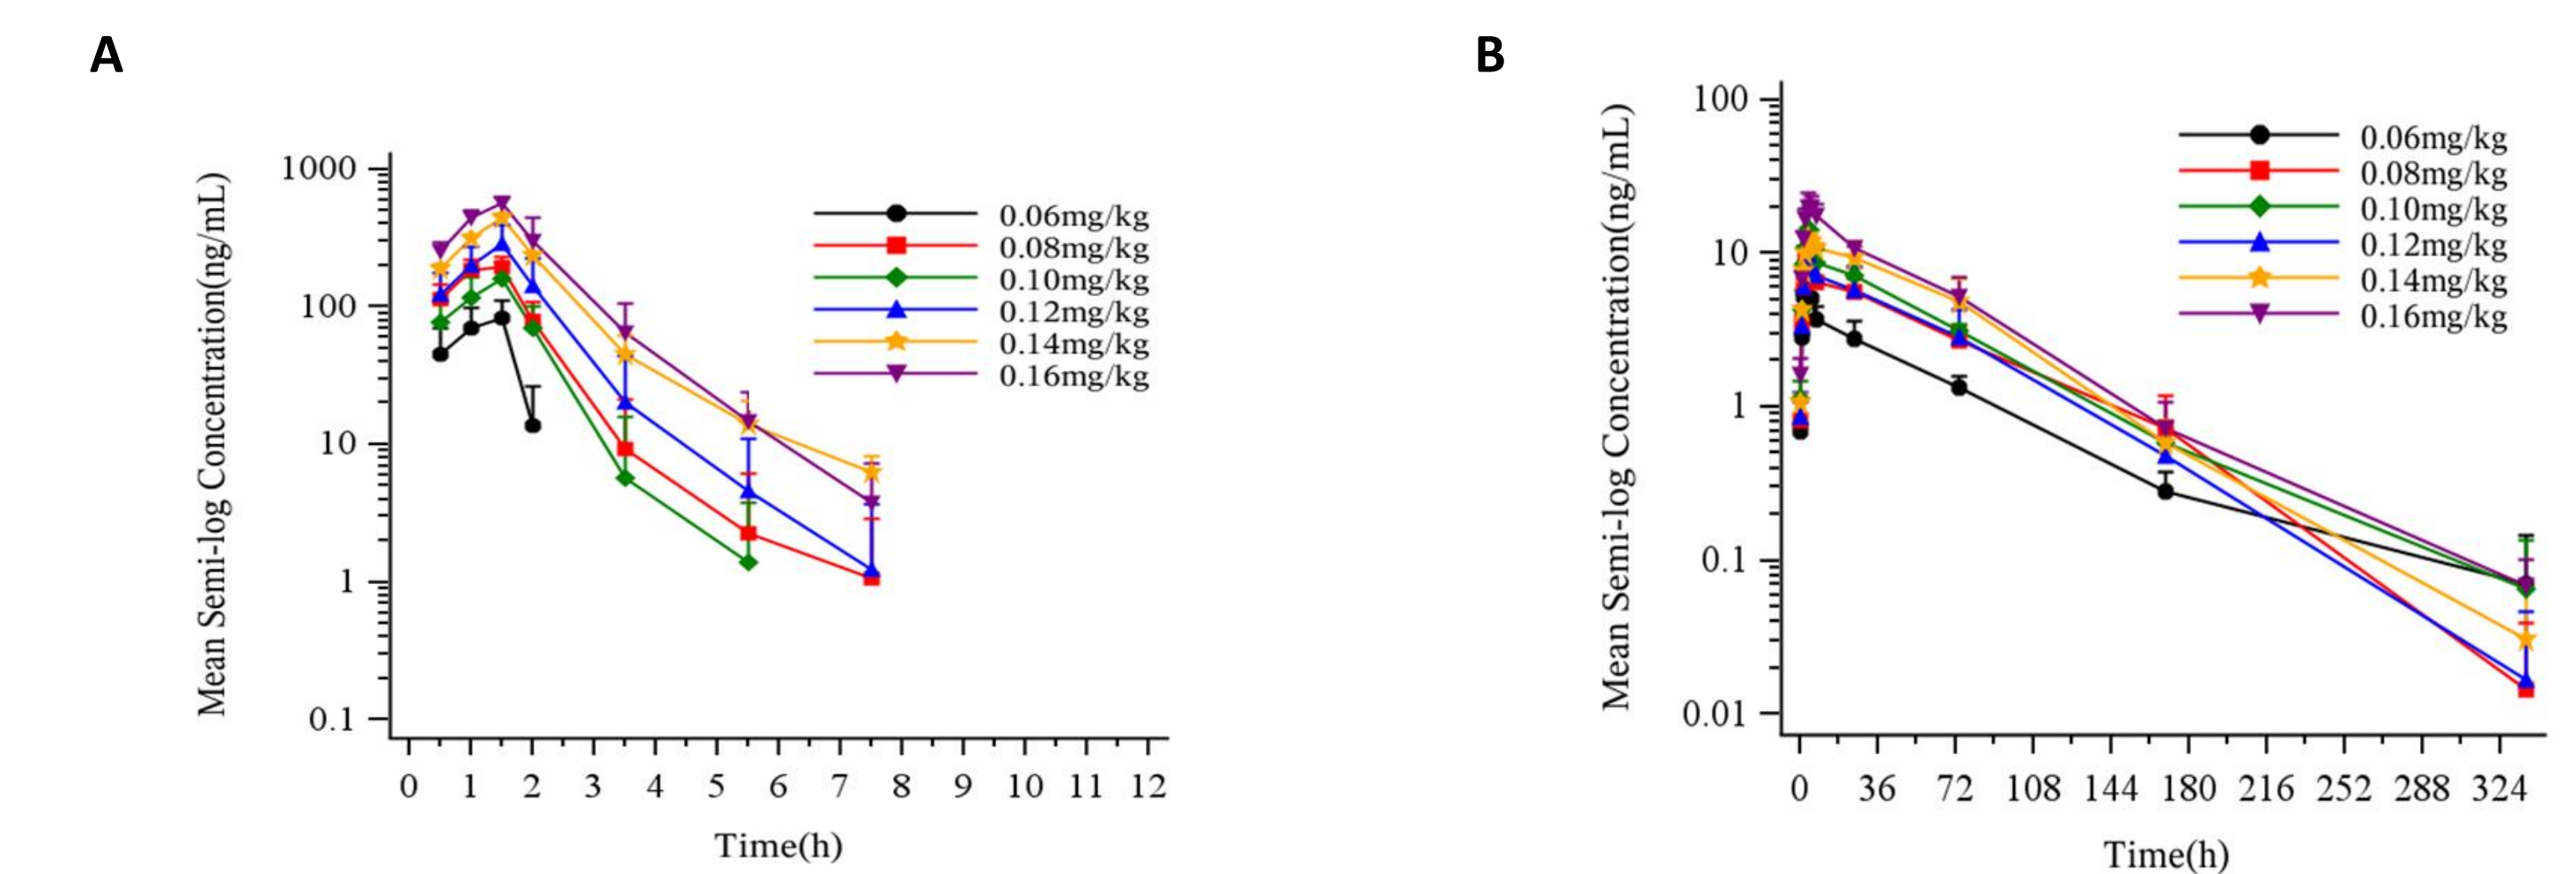 A
Mean Semi-log Concentration(ng/mL)
1000
100
10
1
0.1
0 1 2 3 4 5 6 7 8 9 10 11 12
Time(h)
0.06mg/kg
0.08mg/kg
0.10mg/kg
0.12mg/kg
0.14mg/kg
0.16mg/kg
B
Mean Semi-log Concentration(ng/mL)
100
10
1
0.1
0.01
0 36 72 108 144 180 216 252 288 324
Time(h)
0.06mg/kg
0.08mg/kg
0.10mg/kg
0.12mg/kg
0.14mg/kg
0.16mg/kg